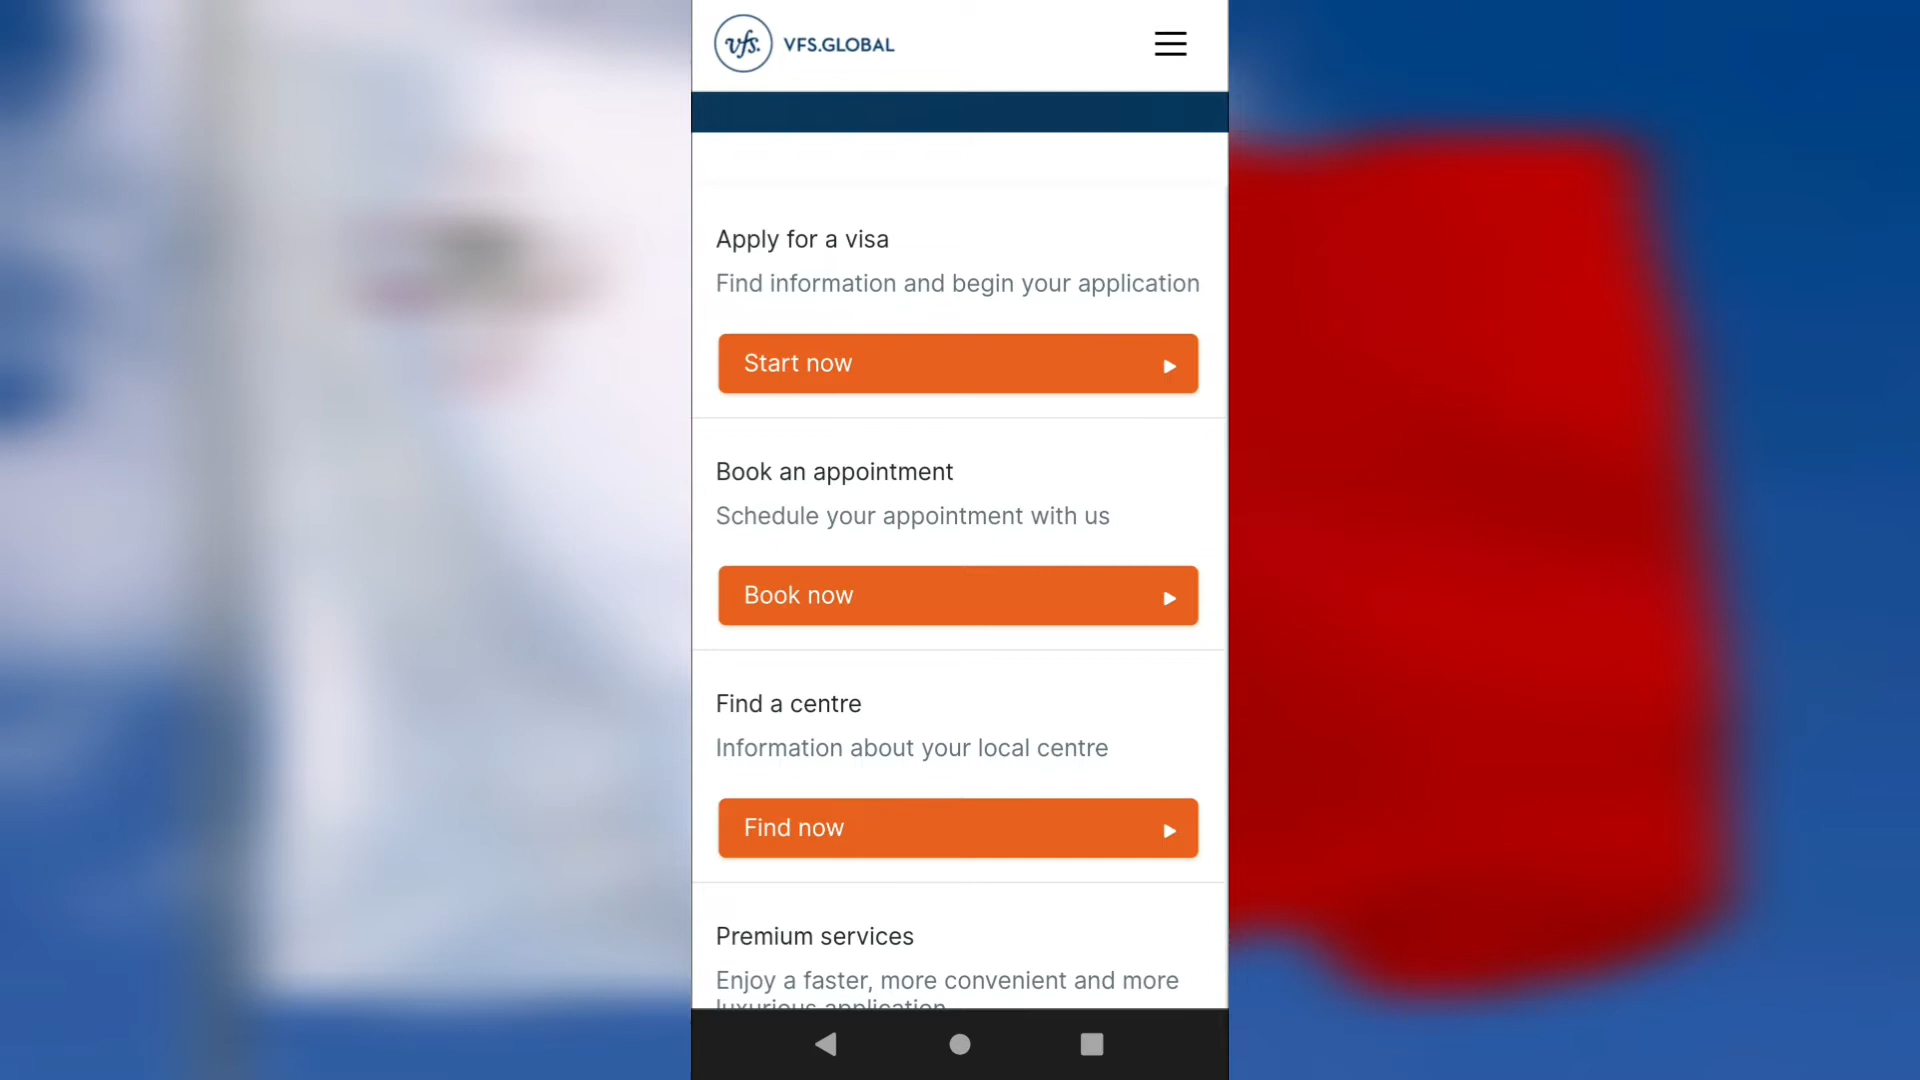 vfs. VFS.GLOBAL
Apply for a visa
Find information and begin your application
Start now
Book an appointment
Schedule your appointment with us
Book now
Find a centre
Information about your local centre
Find now
Premium services
Enjoy a faster, more convenient and more
luxurious application